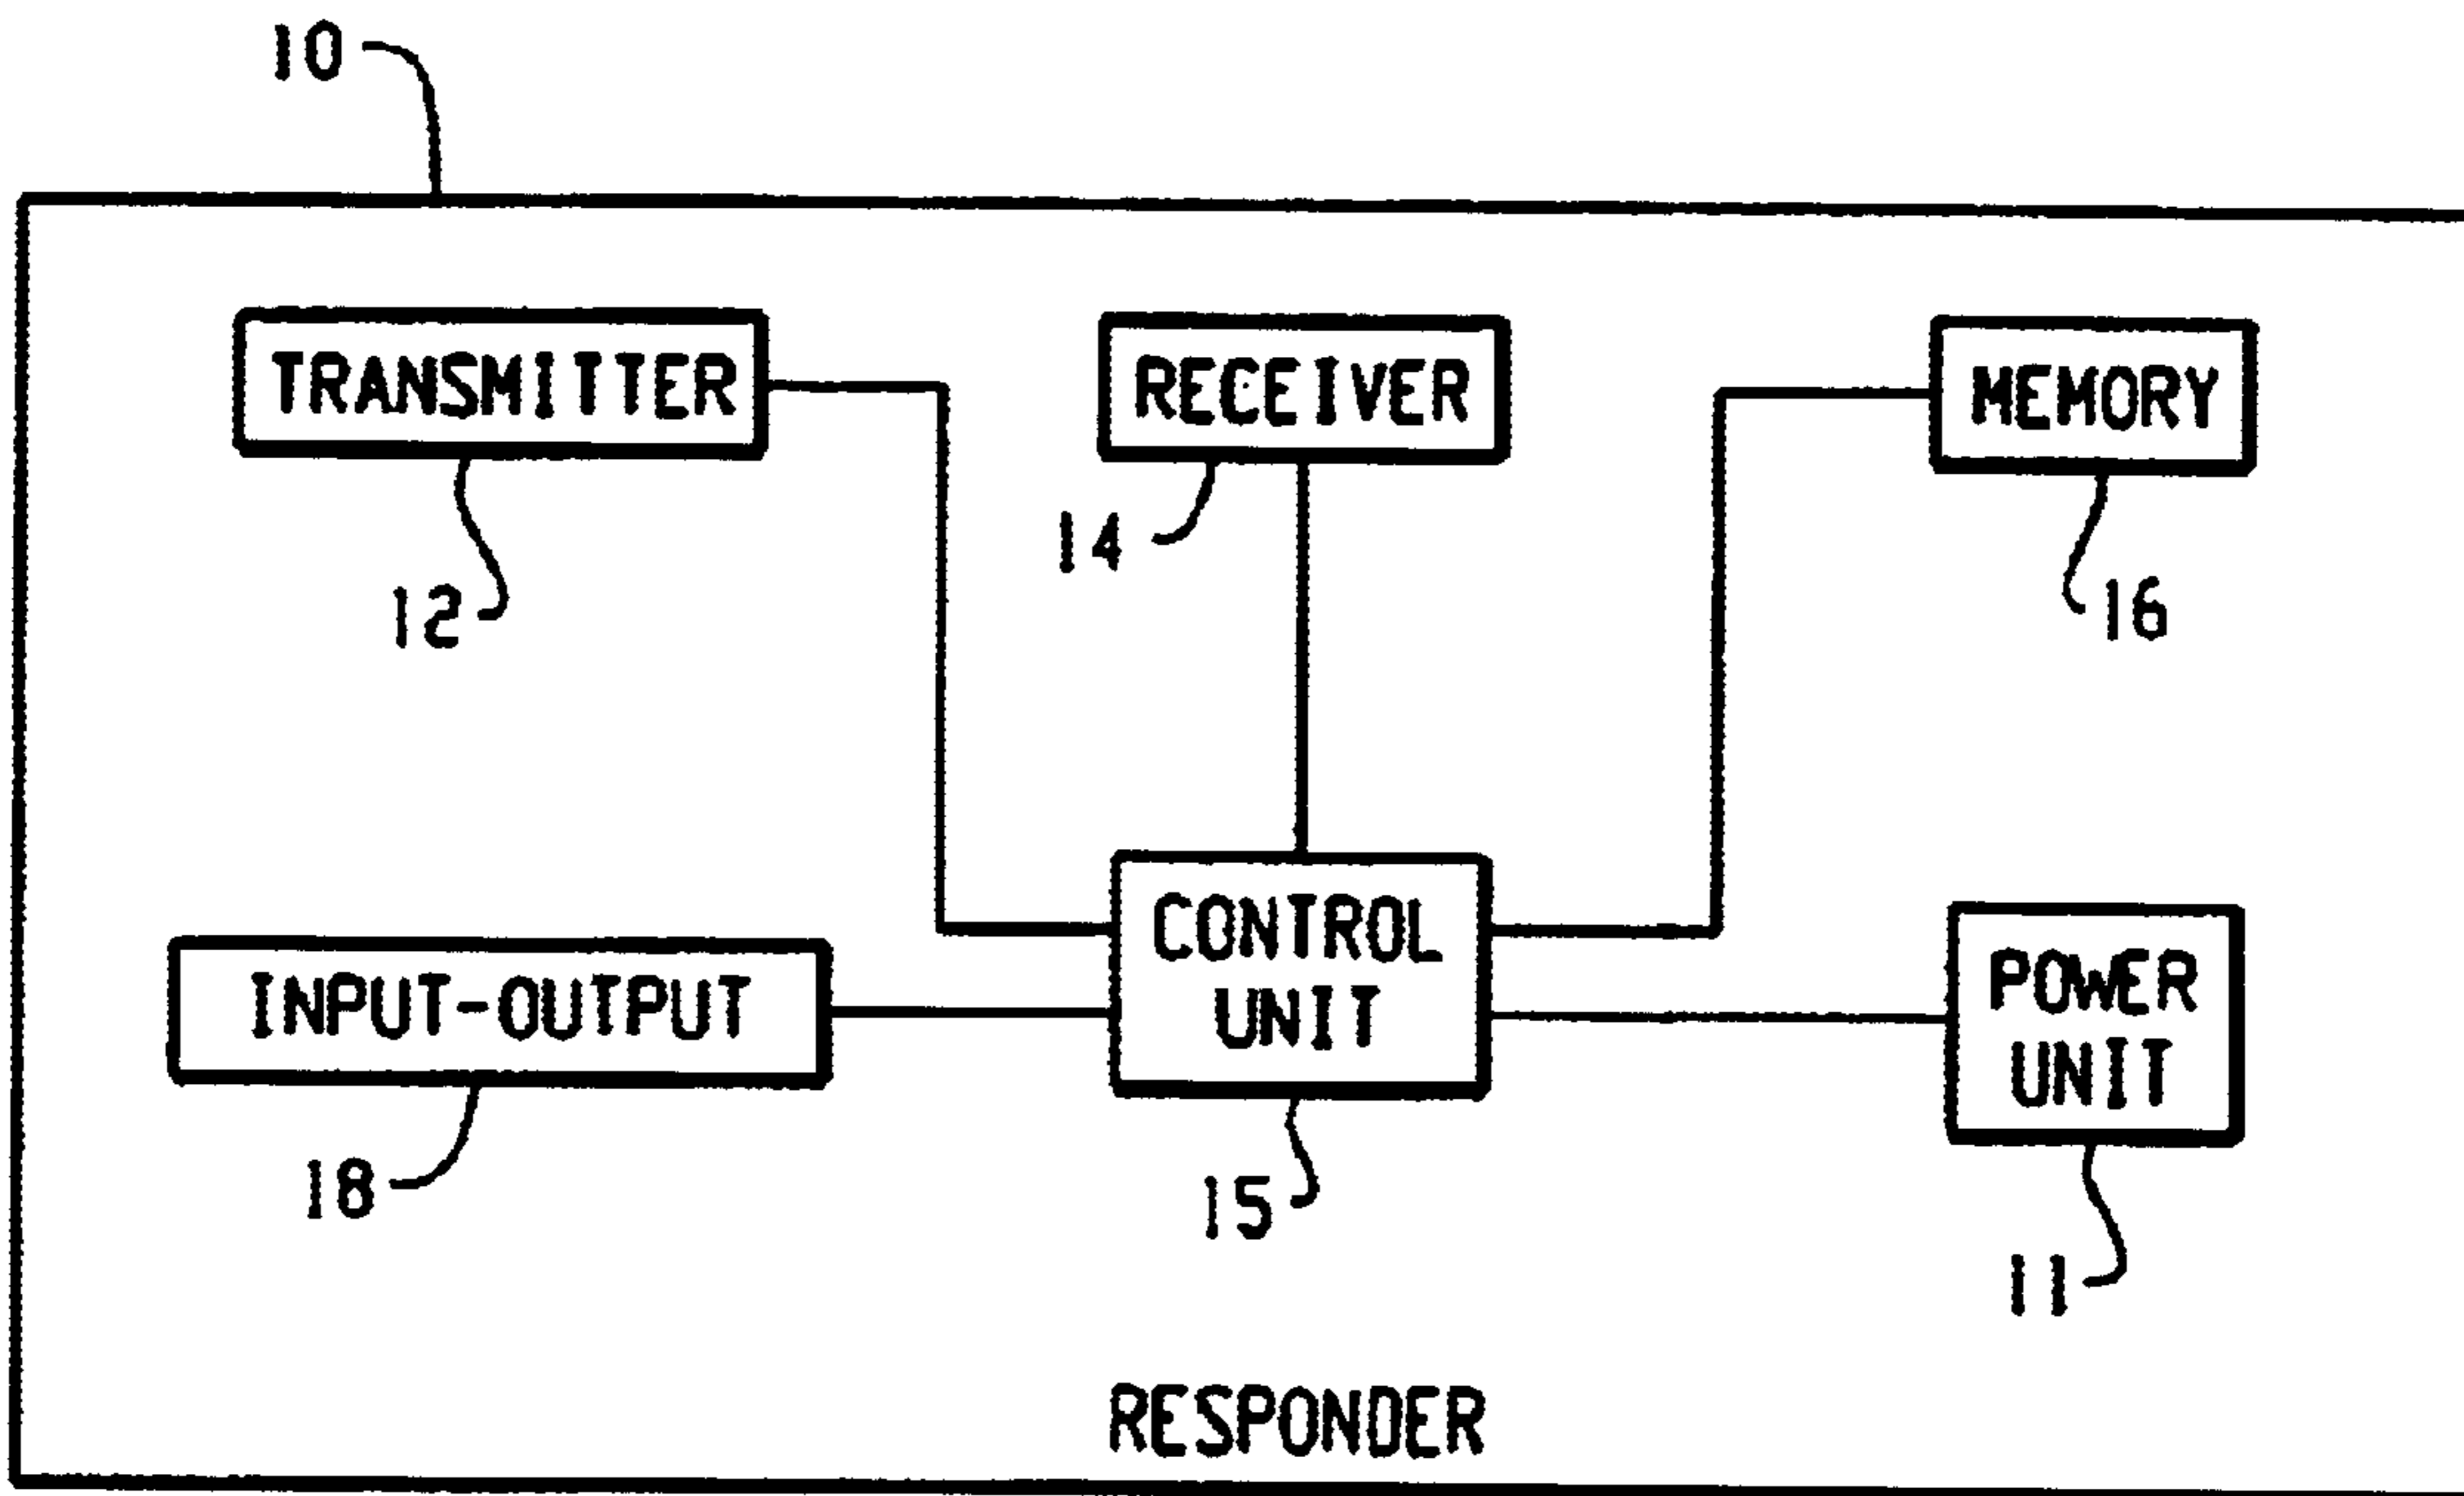 10
TRANSMITTER
RECEIVER
MEMORY
14
12
16
CONTROL
UNIT
INPUT-OUTPUT
POWER
UNIT
18
15
11
RESPONDER